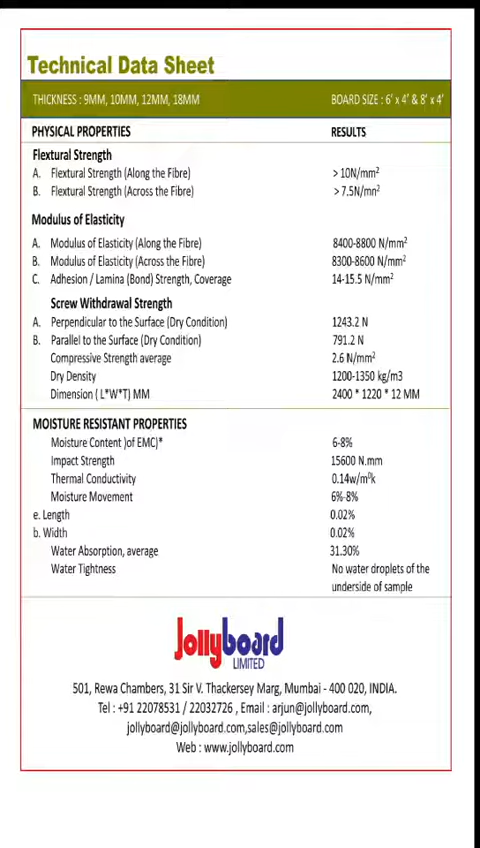 Technical Data Sheet
THICKNESS : 9MM, 10MM, 12MM, 18MM BOARD SIZE : 6' x 4' & 8' x 4'
PHYSICAL PROPERTIES RESULTS
Flextural Strength
A. Flextural Strength (Along the Fibre) > 10N/mm²
B. Flextural Strength (Across the Fibre) > 7.5N/mn²
Modulus of Elasticity
A. Modulus of Elasticity (Along the Fibre) 8400-8800 N/mm²
B. Modulus of Elasticity (Across the Fibre) 8300-8600 N/mm²
C. Adhesion / Lamina (Bond) Strength, Coverage 14-15.5 N/mm²
Screw Withdrawal Strength
A. Perpendicular to the Surface (Dry Condition) 1243.2 N
B. Parallel to the Surface (Dry Condition) 791.2 N
Compressive Strength average 2.6 N/mm²
Dry Density 1200-1350 kg/m3
Dimension ( L*W*T) MM 2400 * 1220 * 12 MM
MOISTURE RESISTANT PROPERTIES
Moisture Content )of EMC)* 6-8%
Impact Strength 15600 N.mm
Thermal Conductivity 0.14w/m⁰k
Moisture Movement 6%-8%
e. Length 0.02%
b. Width 0.02%
Water Absorption, average 31.30%
Water Tightness No water droplets of the
underside of sample
Jollyboard
LIMITED
501, Rewa Chambers, 31 Sir V. Thackersey Marg, Mumbai - 400 020, INDIA.
Tel : +91 22078531 / 22032726 , Email : arjun@jollyboard.com,
jollyboard@jollyboard.com,sales@jollyboard.com
Web : www.jollyboard.com